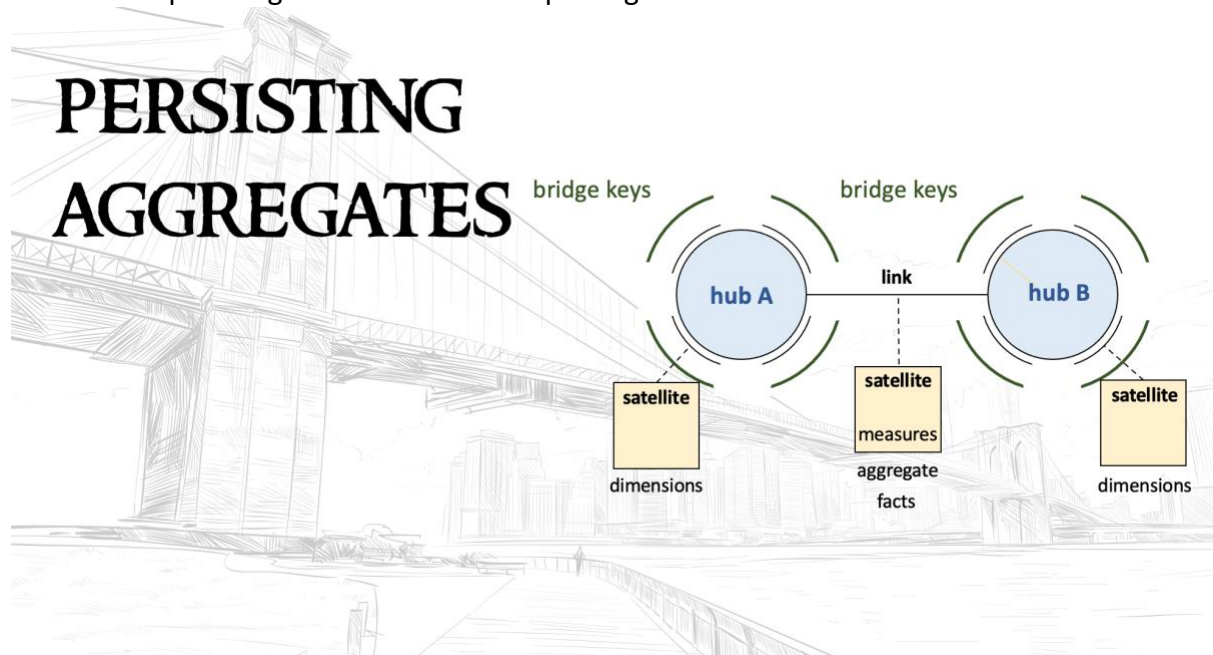 PERSISTING
AGGREGATES
bridge keys
bridge keys
link
hub A
hub B
satellite
satellite
satellite
measures
dimensions
aggregate
facts
dimensions